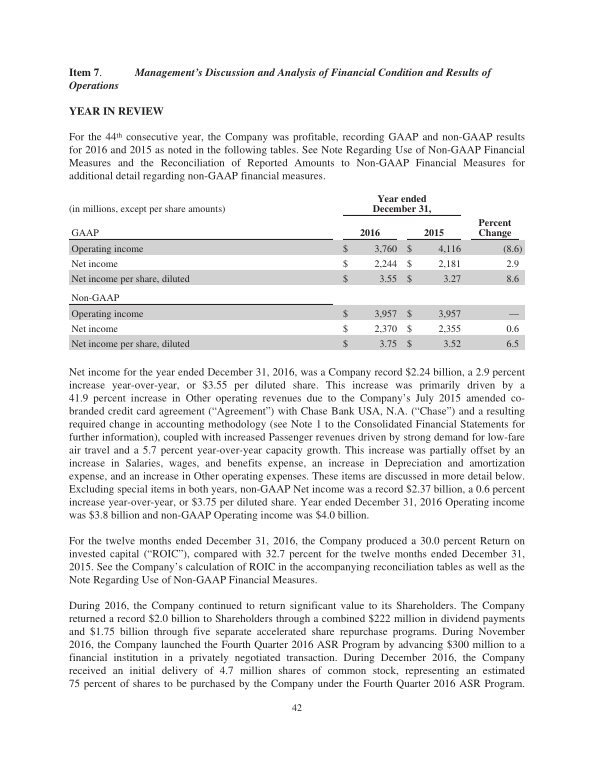 Item 7. Management's Discussion and Analysis of Financial Condition and Results of
Operations
YEAR IN REVIEW
For the 44th consecutive year, the Company was profitable, recording GAAP and non-GAAP results
for 2016 and 2015 as noted in the following tables. See Note Regarding Use of Non-GAAP Financial
Measures and the Reconciliation of Reported Amounts to Non-GAAP Financial Measures for
additional detail regarding non-GAAP financial measures.
Year ended
(in millions, except per share amounts) December 31,
Percent
GAAP 2016 2015 Change
Operating income $ 3,760 $ 4,116 (8.6)
Net income $ 2,244 $ 2,181 2.9
Net income per share, diluted $ 3.55 $ 3.27 8.6
Non-GAAP
Operating income $ 3,957 $ 3,957 —
Net income $ 2,370 $ 2,355 0.6
Net income per share, diluted $ 3.75 $ 3.52 6.5
Net income for the year ended December 31, 2016, was a Company record $2.24 billion, a 2.9 percent
increase year-over-year, or $3.55 per diluted share. This increase was primarily driven by a
41.9 percent increase in Other operating revenues due to the Company's July 2015 amended co-
branded credit card agreement ("Agreement") with Chase Bank USA, N.A. ("Chase") and a resulting
required change in accounting methodology (see Note 1 to the Consolidated Financial Statements for
further information), coupled with increased Passenger revenues driven by strong demand for low-fare
air travel and a 5.7 percent year-over-year capacity growth. This increase was partially offset by an
increase in Salaries, wages, and benefits expense, an increase in Depreciation and amortization
expense, and an increase in Other operating expenses. These items are discussed in more detail below.
Excluding special items in both years, non-GAAP Net income was a record $2.37 billion, a 0.6 percent
increase year-over-year, or $3.75 per diluted share. Year ended December 31, 2016 Operating income
was $3.8 billion and non-GAAP Operating income was $4.0 billion.
For the twelve months ended December 31, 2016, the Company produced a 30.0 percent Return on
invested capital ("ROIC"), compared with 32.7 percent for the twelve months ended December 31,
2015. See the Company's calculation of ROIC in the accompanying reconciliation tables as well as the
Note Regarding Use of Non-GAAP Financial Measures.
During 2016, the Company continued to return significant value to its Shareholders. The Company
returned a record $2.0 billion to Shareholders through a combined $222 million in dividend payments
and $1.75 billion through five separate accelerated share repurchase programs. During November
2016, the Company launched the Fourth Quarter 2016 ASR Program by advancing $300 million to a
financial institution in a privately negotiated transaction. During December 2016, the Company
received an initial delivery of 4.7 million shares of common stock, representing an estimated
75 percent of shares to be purchased by the Company under the Fourth Quarter 2016 ASR Program.
42